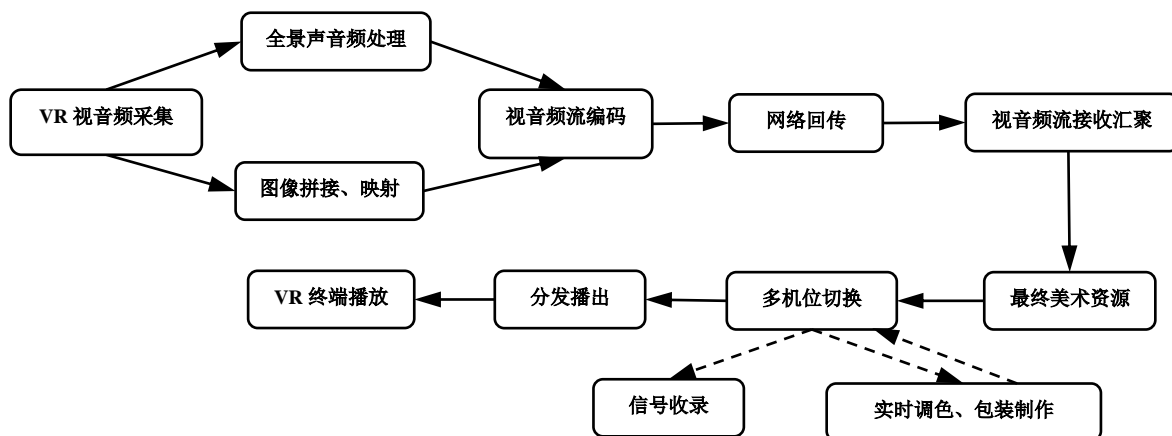 全景声音频处理
VR 视音频采集
视音频流编码
网络回传
视音频流接收汇聚
图像拼接、映射
VR 终端播放
分发播出
多机位切换
最终美术资源
信号收录
实时调色、包装制作